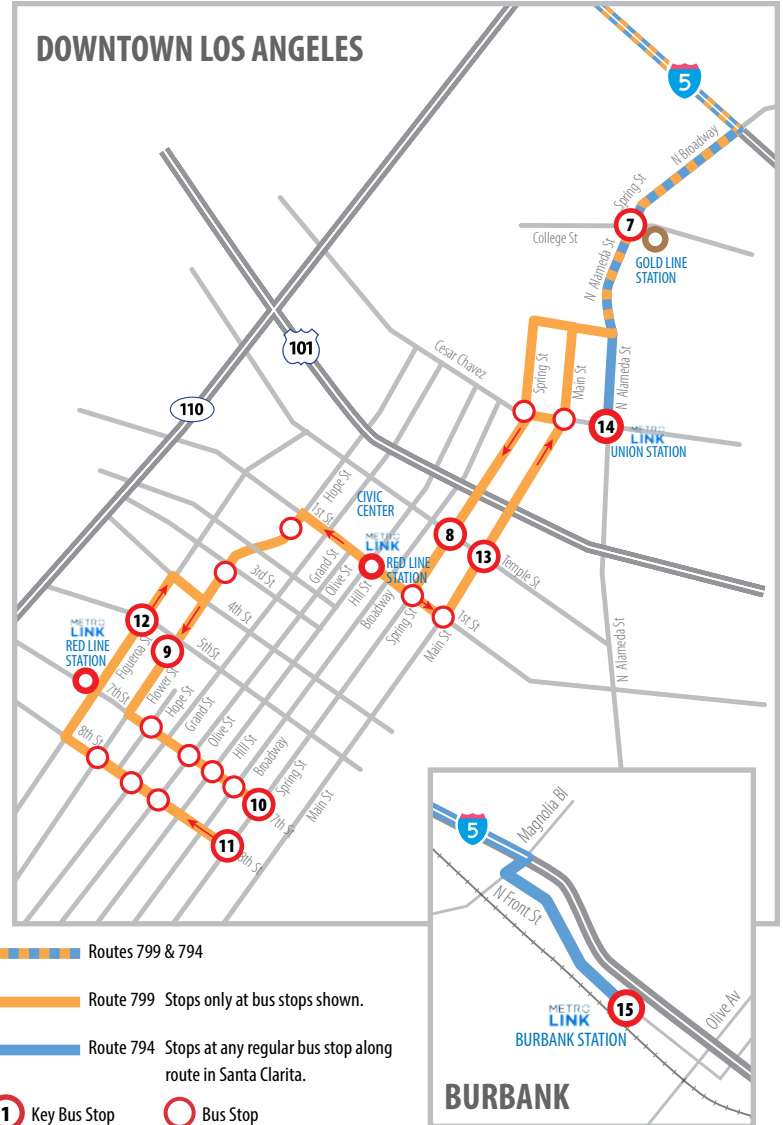 DOWNTOWN LOS ANGELES
5
N Broadway
Spring St
7
College St
GOLD LINE
STATION
N Alameda St
101
Cesar Chavez
Spring St
Main St
N Alameda St
110
14
METRO
LINK
UNION STATION
Hope St
CIVIC
CENTER
1st St
METRO
LINK
RED LINE
STATION
8
13
Temple St
Grand St
Olive St
Hill St
Broadway
Spring St
Main St
1st St
3rd St
4th St
5th St
12
9
METRO
LINK
RED LINE
STATION
Figueroa St
Flower St
7th St
Hope St
Grand St
Olive St
Hill St
Broadway
Spring St
Main St
8th St
10
7th St
11
8th St
N Alameda St
5
Magnolia Bl
N Front St
15
METRO
LINK
BURBANK STATION
Olive Av
BURBANK
Routes 799 & 794
Route 799 Stops only at bus stops shown.
Route 794 Stops at any regular bus stop along
route in Santa Clarita.
1 Key Bus Stop Bus Stop